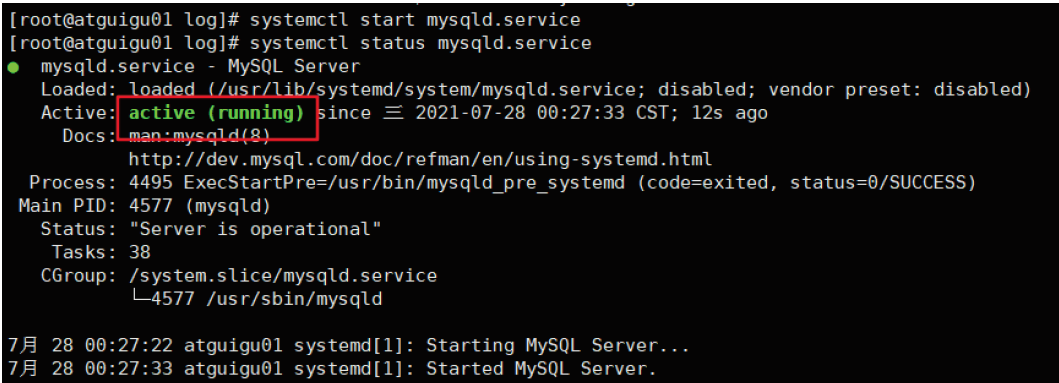 [root@atguigu01 log]# systemctl start mysqld.service
[root@atguigu01 log]# systemctl status mysqld.service
● mysqld.service - MySQL Server
Loaded: loaded (/usr/lib/systemd/system/mysqld.service; disabled; vendor preset: disabled)
Active: active (running) since 三 2021-07-28 00:27:33 CST; 12s ago
Docs: man:mysqld(8)
http://dev.mysql.com/doc/refman/en/using-systemd.html
Process: 4495 ExecStartPre=/usr/bin/mysqld_pre_systemd (code=exited, status=0/SUCCESS)
Main PID: 4577 (mysqld)
Status: "Server is operational"
Tasks: 38
CGroup: /system.slice/mysqld.service
└─4577 /usr/sbin/mysqld
7月 28 00:27:22 atguigu01 systemd[1]: Starting MySQL Server...
7月 28 00:27:33 atguigu01 systemd[1]: Started MySQL Server.